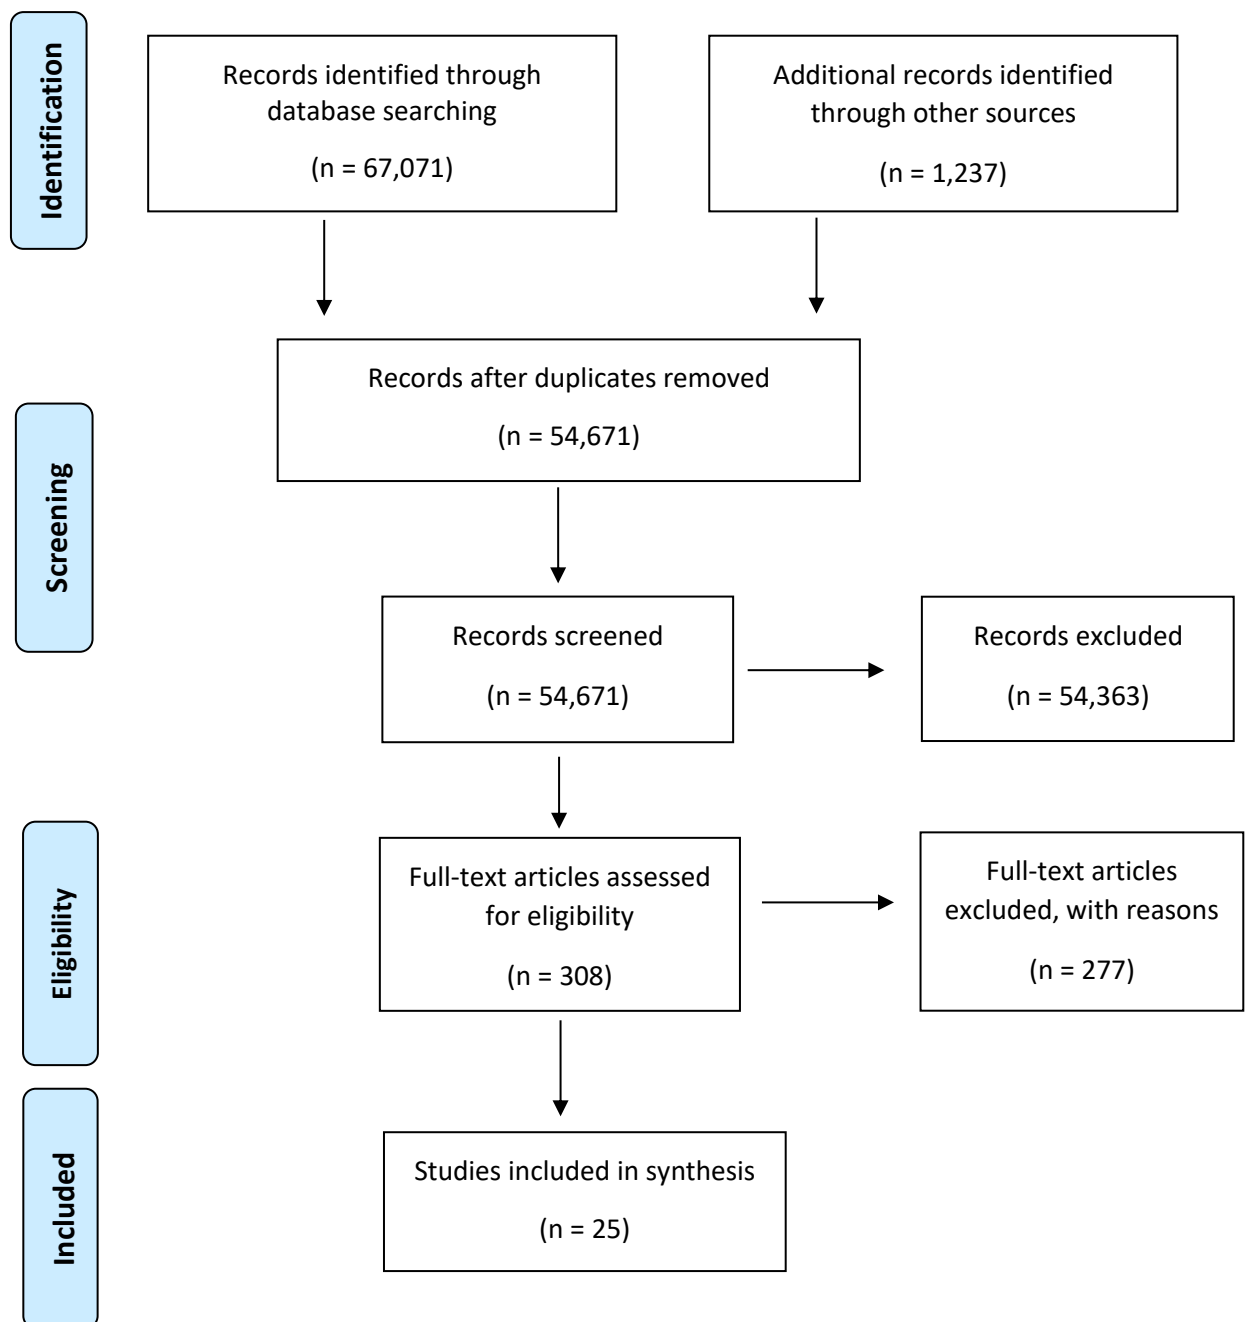 Identification
Records identified through
database searching
(n = 67,071)
Additional records identified
through other sources
(n = 1,237)
Records after duplicates removed
(n = 54,671)
Screening
Records screened
(n = 54,671)
Records excluded
(n = 54,363)
Eligibility
Full-text articles assessed
for eligibility
(n = 308)
Full-text articles
excluded, with reasons
(n = 277)
Included
Studies included in synthesis
(n = 25)